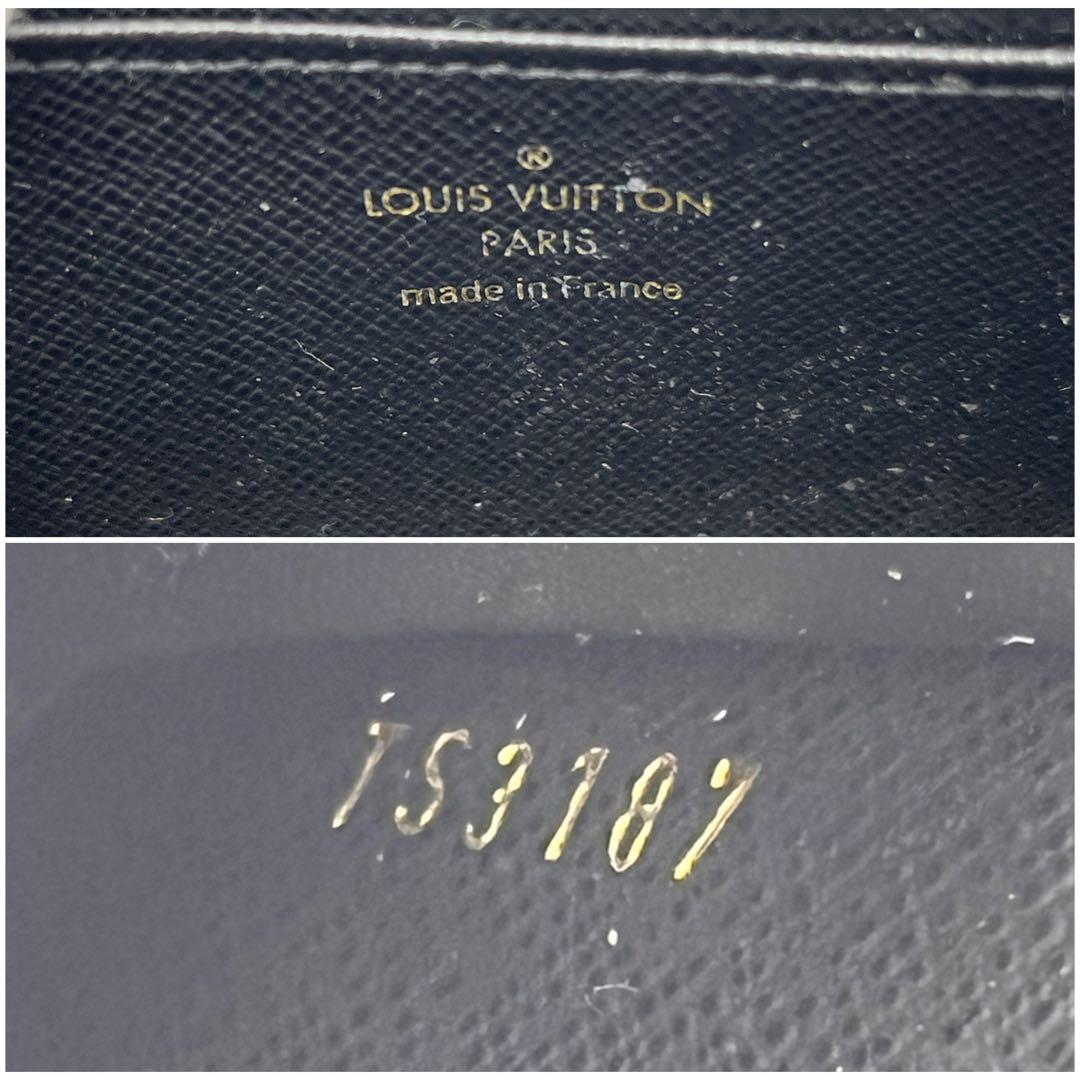 ®
LOUIS VUITTON
PARIS
made in France
TS3187